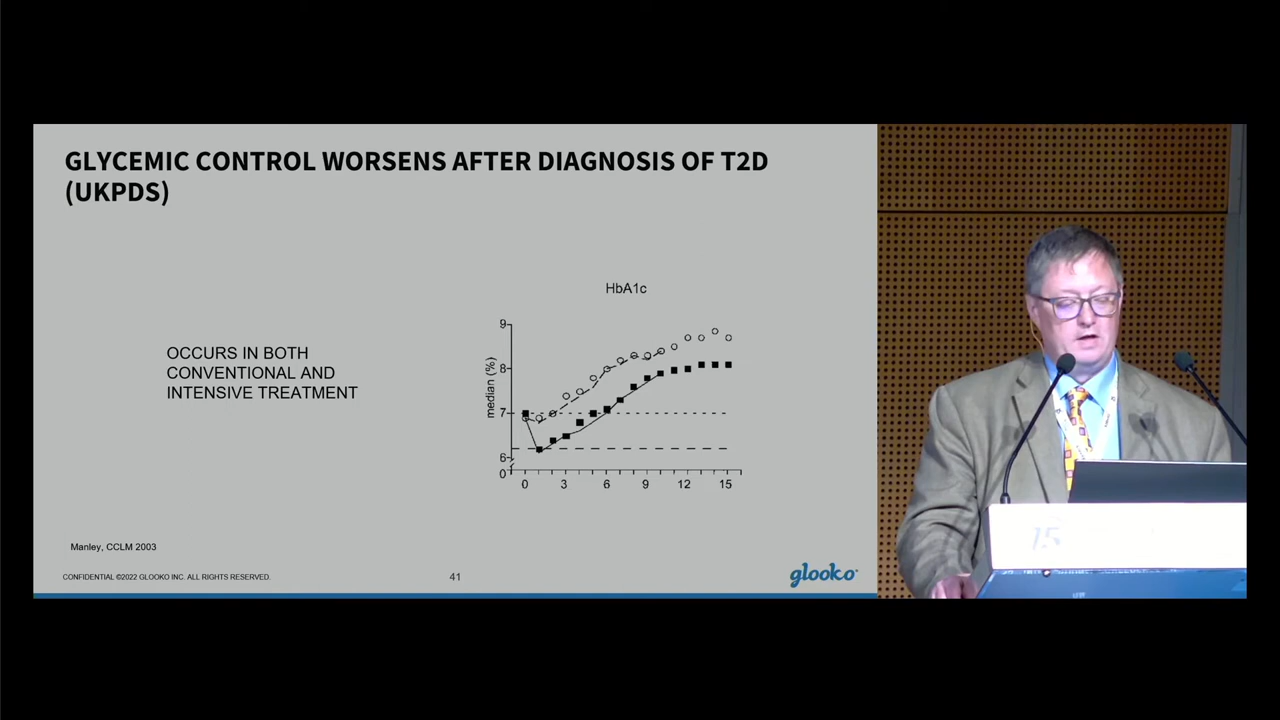 GLYCEMIC CONTROL WORSENS AFTER DIAGNOSIS OF T2D
(UKPDS)
OCCURS IN BOTH
CONVENTIONAL AND
INTENSIVE TREATMENT
HbA1c
median (%)
9
8
7
6
0
0 3 6 9 12 15
Manley, CCLM 2003
CONFIDENTIAL ©2022 GLOOKO INC. ALL RIGHTS RESERVED.
41
glooko
15